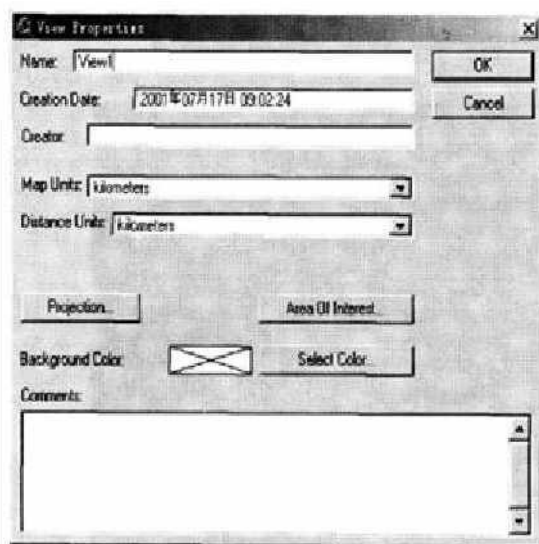 View Properties
Name: View1
OK
Creation Date: 2001年07月17日 09:02:24
Cancel
Creator:
Map Units: kilometers
Distance Units: kilometers
Projection...
Area Of Interest...
Background Color:
Select Color...
Comments: